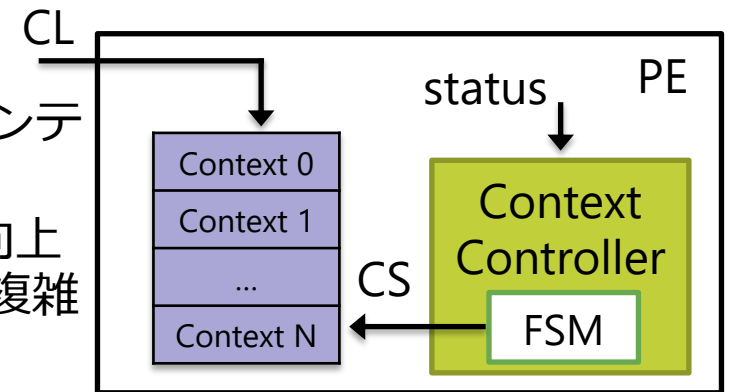 CL
ンテ
向上
複雑
PE
status
Context 0
Context 1
...
Context N
CS
Context
Controller
FSM